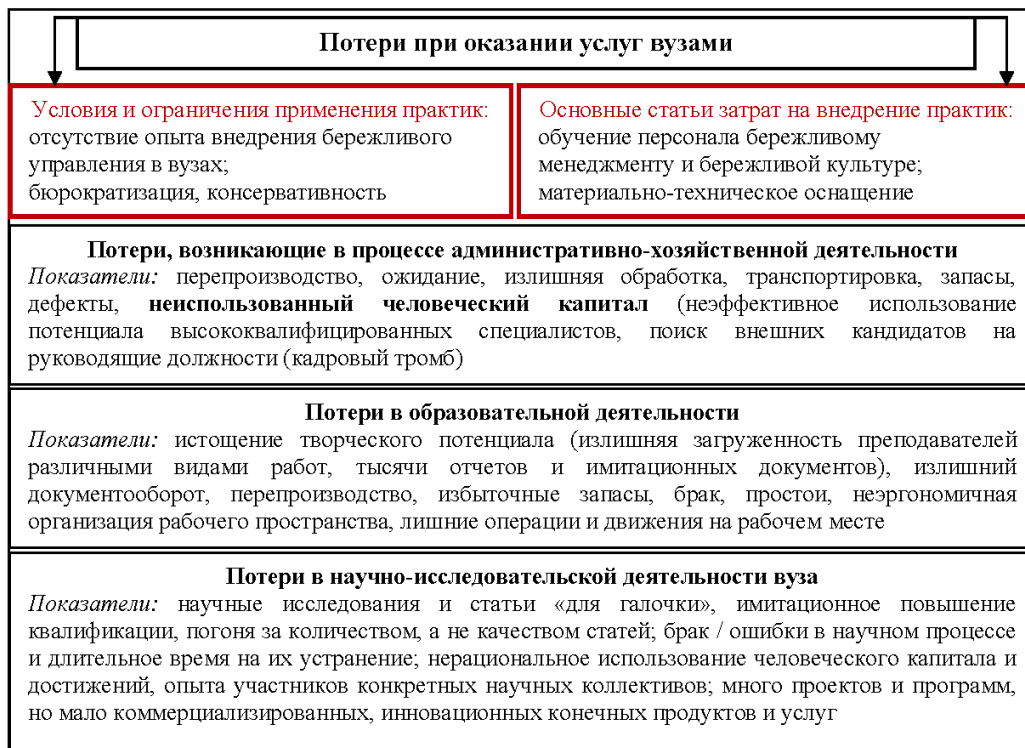 Потери при оказании услуг вузами
Условия и ограничения применения практик:
отсутствие опыта внедрения бережливого
управления в вузах;
бюрократизация, консервативность
Основные статьи затрат на внедрение практик:
обучение персонала бережливому
менеджменту и бережливой культуре;
материально-техническое оснащение
Потери, возникающие в процессе административно-хозяйственной деятельности
Показатели: перепроизводство, ожидание, излишняя обработка, транспортировка, запасы,
дефекты, неиспользованный человеческий капитал (неэффективное использование
потенциала высококвалифицированных специалистов, поиск внешних кандидатов на
руководящие должности (кадровый тромб)
Потери в образовательной деятельности
Показатели: истощение творческого потенциала (излишняя загруженность преподавателей
различными видами работ, тысячи отчетов и имитационных документов), излишний
документооборот, перепроизводство, избыточные запасы, брак, простои, неэргономичная
организация рабочего пространства, лишние операции и движения на рабочем месте
Потери в научно-исследовательской деятельности вуза
Показатели: научные исследования и статьи «для галочки», имитационное повышение
квалификации, погоня за количеством, а не качеством статей; брак / ошибки в научном процессе
и длительное время на их устранение; нерациональное использование человеческого капитала и
достижений, опыта участников конкретных научных коллективов; много проектов и программ,
но мало коммерциализированных, инновационных конечных продуктов и услуг